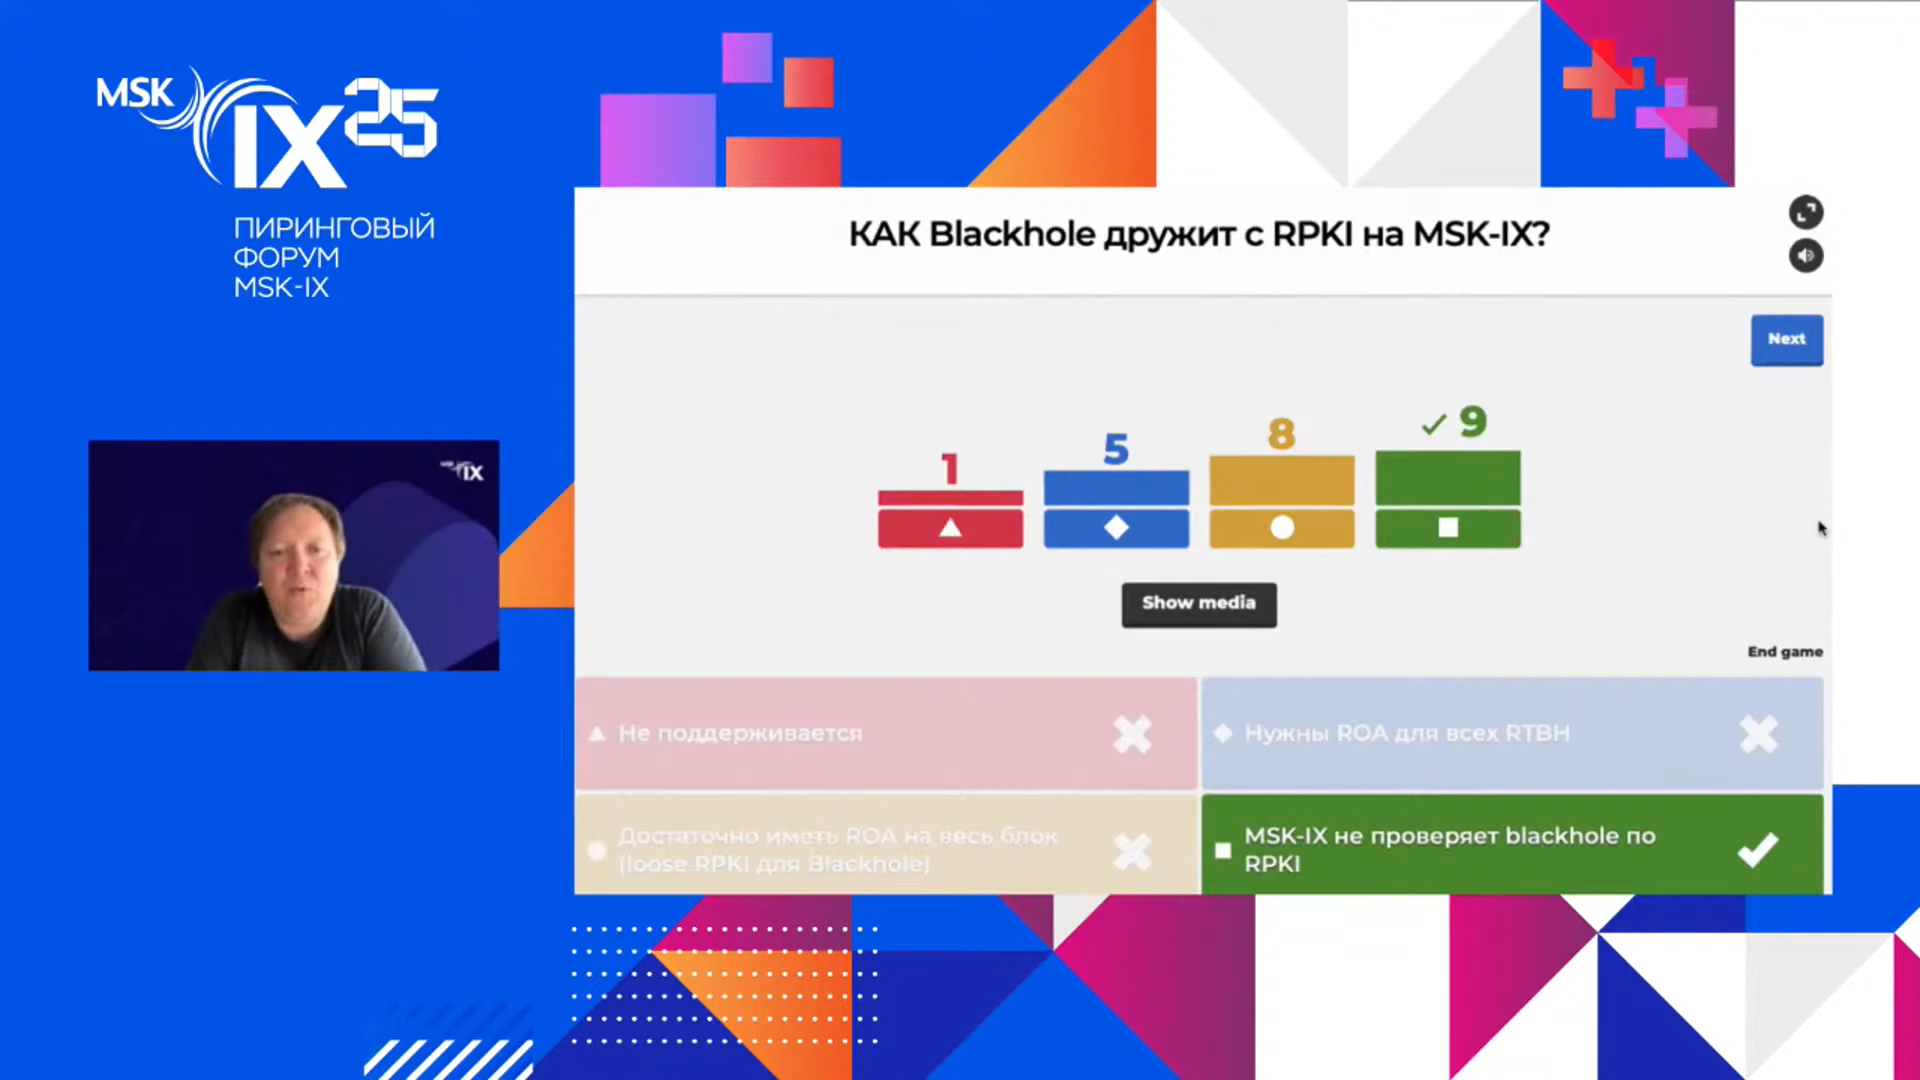 MSK
IX 25
ПИРИНГОВЫЙ
ФОРУМ
MSK-IX
КАК Blackhole дружит с RPKI на MSK-IX?
Next
1
5
8
9
Show media
End game
Не поддерживается
Нужны ROA для всех RTBH
Достаточно иметь ROA на весь блок
(loose RPKI для Blackhole)
MSK-IX не проверяет blackhole по
RPKI
MSK IX